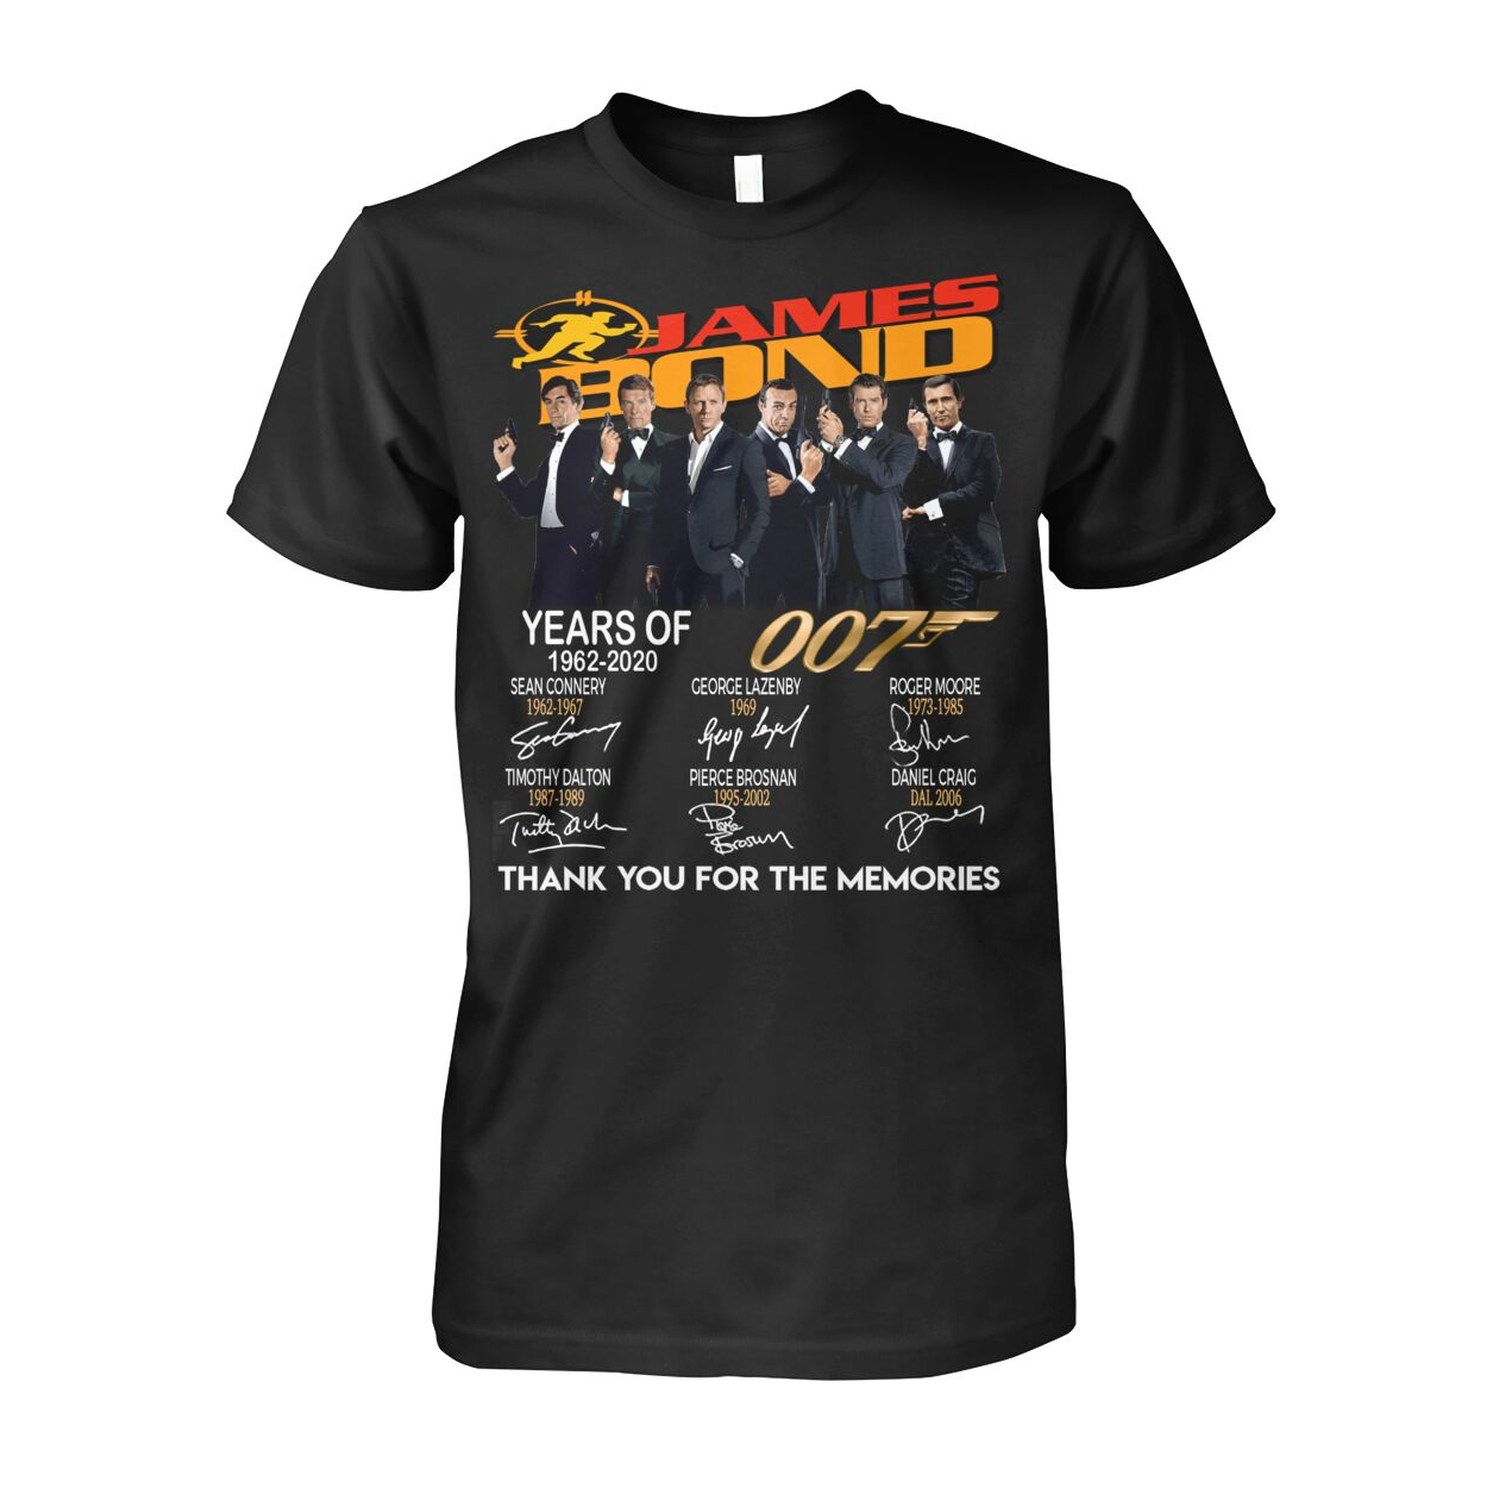 JAMES
BOND
YEARS OF
1962-2020
007
SEAN CONNERY
1962-1967
GEORGE LAZENBY
1969
ROGER MOORE
1973-1985
TIMOTHY DALTON
1987-1989
PIERCE BROSNAN
1995-2002
DANIEL CRAIG
DAL 2006
THANK YOU FOR THE MEMORIES